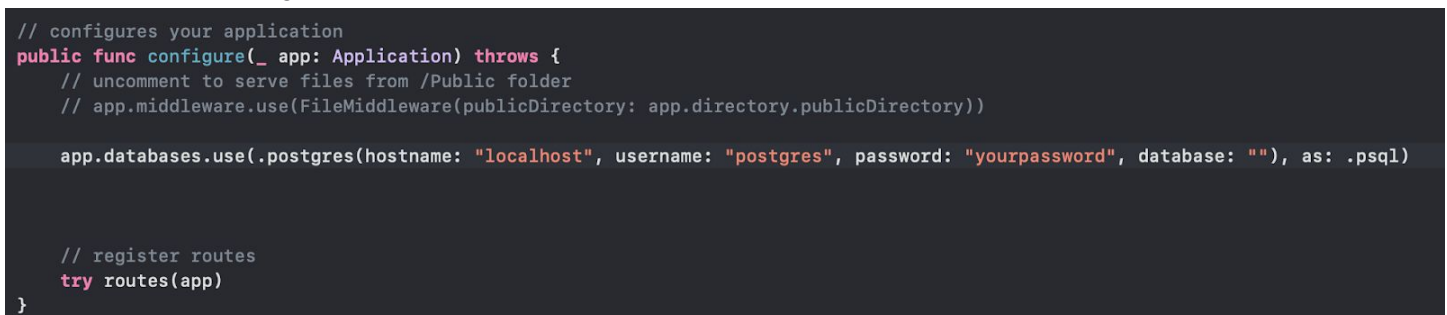 // configures your application
public func configure(_ app: Application) throws {
    // uncomment to serve files from /Public folder
    // app.middleware.use(FileMiddleware(publicDirectory: app.directory.publicDirectory))
    app.databases.use(.postgres(hostname: "localhost", username: "postgres", password: "yourpassword", database: ""), as: .psql)
    // register routes
    try routes(app)
}